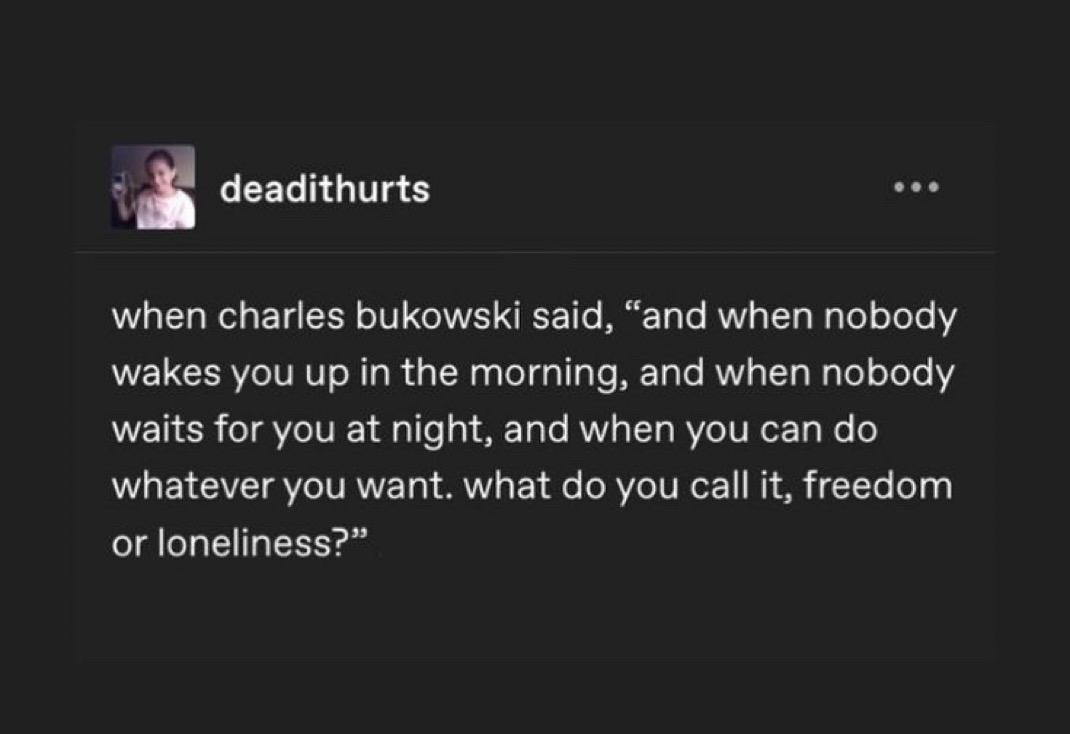 deadithurts
when charles bukowski said, “and when nobody
wakes you up in the morning, and when nobody
waits for you at night, and when you can do
whatever you want. what do you call it, freedom
or loneliness?”